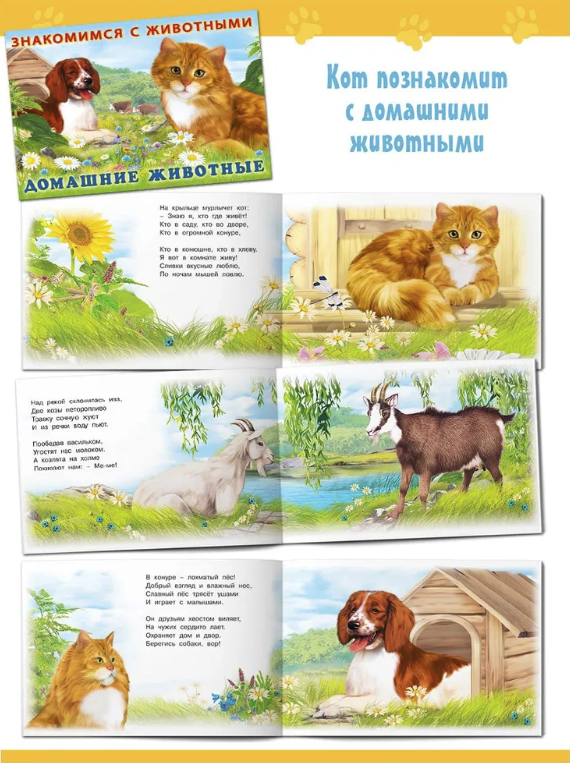 ЗНАКОМИМСЯ С ЖИВОТНЫМИ
ДОМАШНИЕ ЖИВОТНЫЕ
Кот познакомит
с домашними
животными
На крыльце мурлычет кот:
– Знаю я, кто где живёт!
Кто в саду, кто во дворе,
Кто в огромной конуре,
Кто в конюшне, кто в хлеву,
Я вот в комнате живу!
Сливки вкусные люблю,
По ночам мышей ловлю.
Над рекой склонилась ива,
Две козы неторопливо
Травку сочную жуют
И из речки воду пьют.
Пообедав васильком,
Угостят нас молоком,
А козлята на холме
Покивают нам: – Ме-ме!
В конуре – лохматый пёс!
Добрый взгляд и влажный нос,
Славный пёс трясёт ушами
И играет с малышами.
Он друзьям хвостом виляет,
На чужих сердито лает.
Охраняет дом и двор.
Берегись собаки, вор!